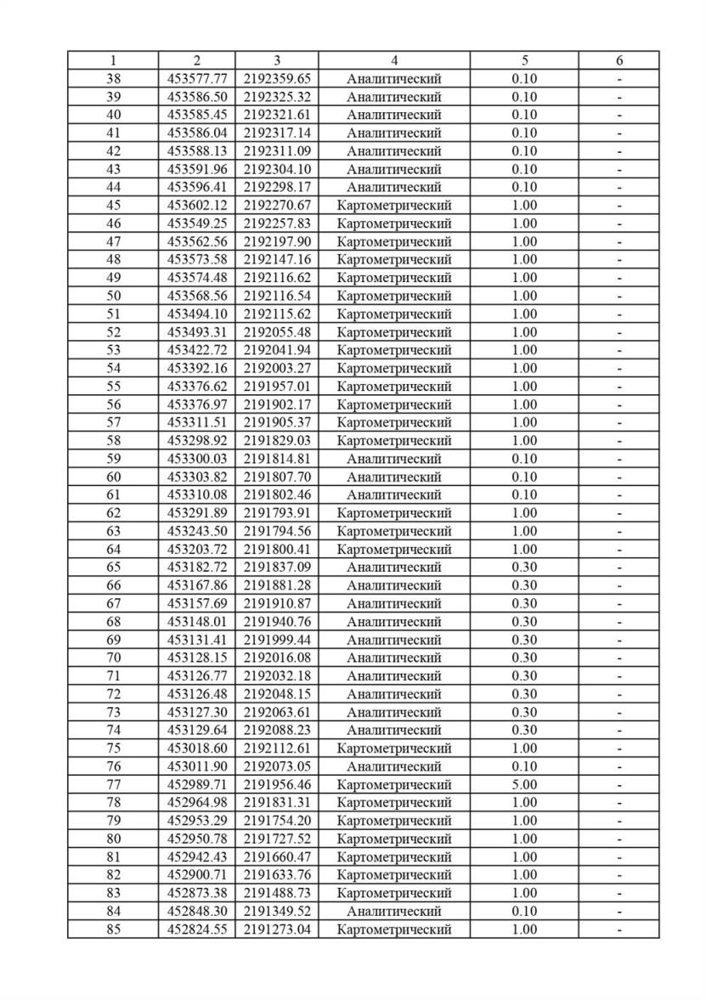 1 2 3 4 5 6
38 453577.77 2192359.65 Аналитический 0.10 -
39 453586.50 2192325.32 Аналитический 0.10 -
40 453585.45 2192321.61 Аналитический 0.10 -
41 453586.04 2192317.14 Аналитический 0.10 -
42 453588.13 2192311.09 Аналитический 0.10 -
43 453591.96 2192304.10 Аналитический 0.10 -
44 453596.41 2192298.17 Аналитический 0.10 -
45 453602.12 2192270.67 Картометрический 1.00 -
46 453549.25 2192257.83 Картометрический 1.00 -
47 453562.56 2192197.90 Картометрический 1.00 -
48 453573.58 2192147.16 Картометрический 1.00 -
49 453574.48 2192116.62 Картометрический 1.00 -
50 453568.56 2192116.54 Картометрический 1.00 -
51 453494.10 2192115.62 Картометрический 1.00 -
52 453493.31 2192055.48 Картометрический 1.00 -
53 453422.72 2192041.94 Картометрический 1.00 -
54 453392.16 2192003.27 Картометрический 1.00 -
55 453376.62 2191957.01 Картометрический 1.00 -
56 453376.97 2191902.17 Картометрический 1.00 -
57 453311.51 2191905.37 Картометрический 1.00 -
58 453298.92 2191829.03 Картометрический 1.00 -
59 453300.03 2191814.81 Аналитический 0.10 -
60 453303.82 2191807.70 Аналитический 0.10 -
61 453310.08 2191802.46 Аналитический 0.10 -
62 453291.89 2191793.91 Картометрический 1.00 -
63 453243.50 2191794.56 Картометрический 1.00 -
64 453203.72 2191800.41 Картометрический 1.00 -
65 453182.72 2191837.09 Аналитический 0.30 -
66 453167.86 2191881.28 Аналитический 0.30 -
67 453157.69 2191910.87 Аналитический 0.30 -
68 453148.01 2191940.76 Аналитический 0.30 -
69 453131.41 2191999.44 Аналитический 0.30 -
70 453128.15 2192016.08 Аналитический 0.30 -
71 453126.77 2192032.18 Аналитический 0.30 -
72 453126.48 2192048.15 Аналитический 0.30 -
73 453127.30 2192063.61 Аналитический 0.30 -
74 453129.64 2192088.23 Аналитический 0.30 -
75 453018.60 2192112.61 Картометрический 1.00 -
76 453011.90 2192073.05 Аналитический 0.10 -
77 452989.71 2191956.46 Картометрический 5.00 -
78 452964.98 2191831.31 Картометрический 1.00 -
79 452953.29 2191754.20 Картометрический 1.00 -
80 452950.78 2191727.52 Картометрический 1.00 -
81 452942.43 2191660.47 Картометрический 1.00 -
82 452900.71 2191633.76 Картометрический 1.00 -
83 452873.38 2191488.73 Картометрический 1.00 -
84 452848.30 2191349.52 Аналитический 0.10 -
85 452824.55 2191273.04 Картометрический 1.00 -